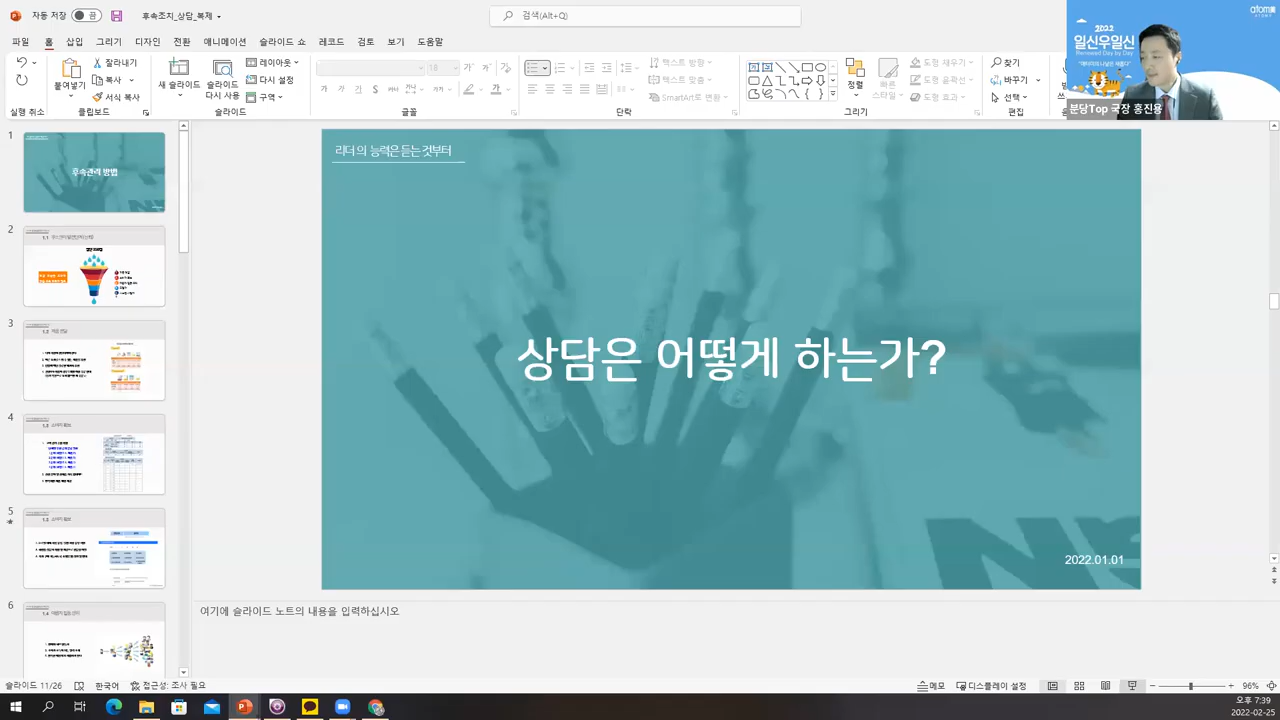 자동 저장
후속조치_상담_복제
검색(Alt+Q)
파일 홈 삽입 그리기 디자인 전환 애니메이션 슬라이드 쇼 레코드 도움말
잘라내기
복사
서식 복사
붙여넣기
취소
클립보드
새 슬라이드
슬라이드 다시 사용
레이아웃
다시 설정
구역
슬라이드
글꼴
텍스트 방향
텍스트 맞춤
SmartArt로 변환
단락
정렬
빠른 스타일
도형 채우기
도형 윤곽선
도형 효과
그리기
찾기
바꾸기
선택
편집
atomo
2022
일신우일신
Renewed Day by Day
분당Top 국장 홍진용
1
후속관리 방법
2
3
4
5
6
리더의 능력은 듣는 것부터
상담은 어떻게 하는가?
2022.01.01
여기에 슬라이드 노트의 내용을 입력하십시오
슬라이드 11/26
한국어
접근성: 조사 필요
메모
디스플레이 설정
96%
오후 7:39
2022-02-25